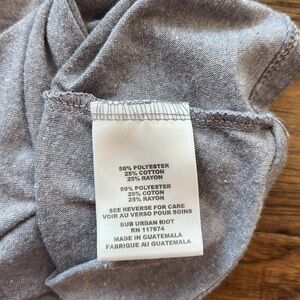 50% POLYESTER
25% COTTON
25% RAYON
50% POLYESTER
25% COTON
25% RAYON
SEE REVERSE FOR CARE
VOIR AU VERSO POUR SOINS
SUB URBAN RIOT
RN 117674
MADE IN GUATEMALA
FABRIQUE AU GUATEMALA